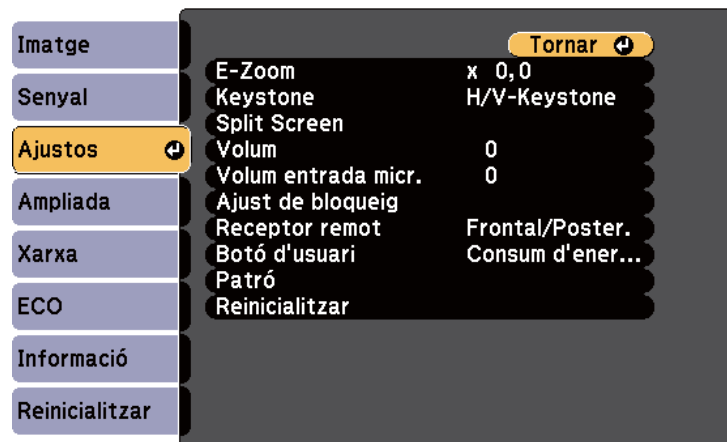 Imatge
Senyal
Ajustos
Ampliada
Xarxa
ECO
Informació
Reinicialitzar
Tornar
E-Zoom x 0,0
Keystone H/V-Keystone
Split Screen
Volum 0
Volum entrada micr. 0
Ajust de bloqueig
Receptor remot Frontal/Poster.
Botó d'usuari Consum d'ener...
Patró
Reinicialitzar